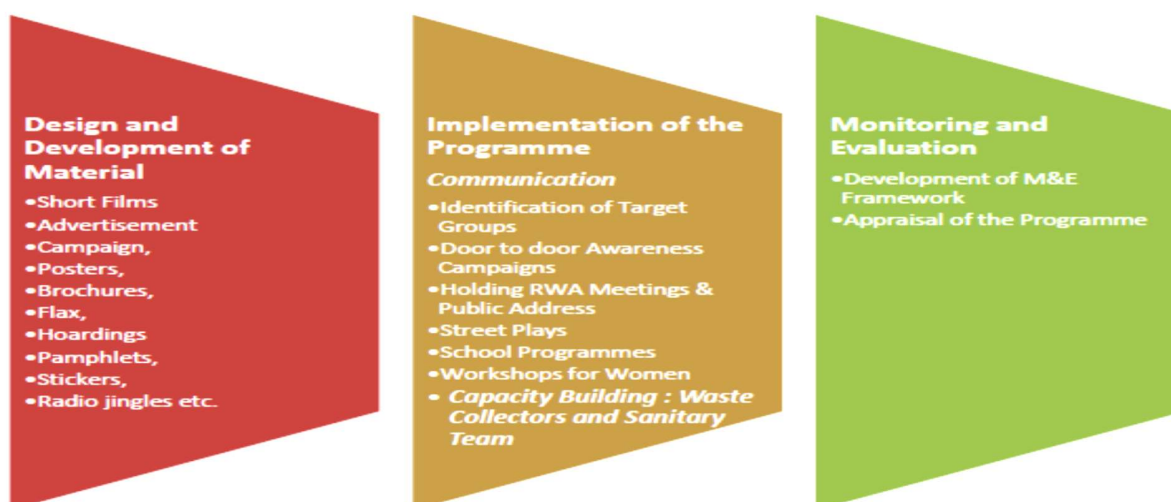 Design and
Development of
Material
•Short Films
•Advertisement
•Campaign,
•Posters,
•Brochures,
•Flax,
•Hoardings
•Pamphlets,
•Stickers,
•Radio jingles etc.
Implementation of the
Programme
Communication
•Identification of Target
Groups
•Door to door Awareness
Campaigns
•Holding RWA Meetings &
Public Address
•Street Plays
•School Programmes
•Workshops for Women
• Capacity Building : Waste
Collectors and Sanitary
Team
Monitoring and
Evaluation
•Development of M&E
Framework
•Appraisal of the Programme